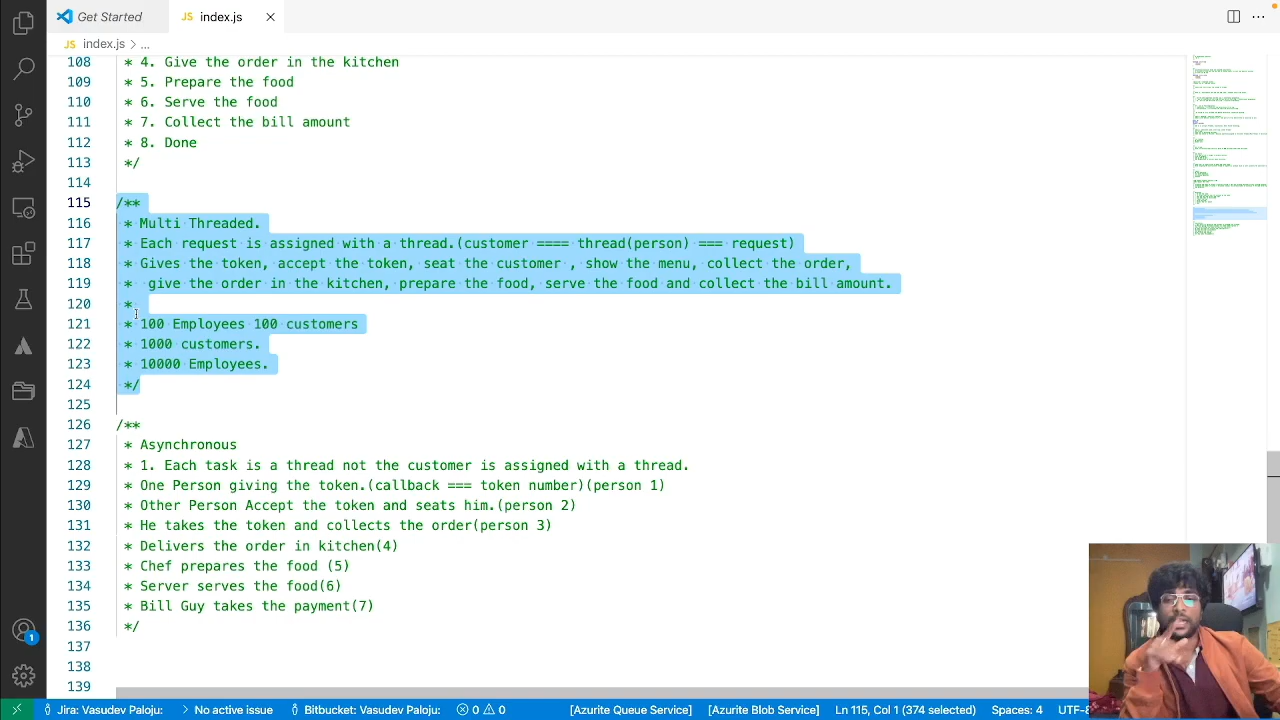 Get Started
JS index.js
JS index.js > ...
108 * 4. Give the order in the kitchen
109 * 5. Prepare the food
110 * 6. Serve the food
111 * 7. Collect the bill amount
112 * 8. Done
113 */
114
115 /**
116 * Multi Threaded.
117 * Each request is assigned with a thread.(customer ==== thread(person) === request)
118 * Gives the token, accept the token, seat the customer , show the menu, collect the order,
119 * give the order in the kitchen, prepare the food, serve the food and collect the bill amount.
120 *
121 * 100 Employees 100 customers
122 * 1000 customers.
123 * 10000 Employees.
124 */
125
126 /**
127 * Asynchronous
128 * 1. Each task is a thread not the customer is assigned with a thread.
129 * One Person giving the token.(callback === token number)(person 1)
130 * Other Person Accept the token and seats him.(person 2)
131 * He takes the token and collects the order(person 3)
132 * Delivers the order in kitchen(4)
133 * Chef prepares the food (5)
134 * Server serves the food(6)
135 * Bill Guy takes the payment(7)
136 */
137
138
139
1
Jira: Vasudev Paloju: > No active issue Bitbucket: Vasudev Paloju: 0 0 [Azurite Queue Service] [Azurite Blob Service] Ln 115, Col 1 (374 selected) Spaces: 4 UTF-8